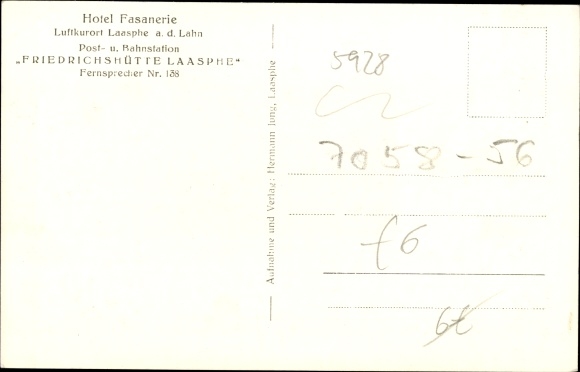 Hotel Fasanerie
Luftkurort Laasphe a. d. Lahn
Post- u. Bahnstation
„FRIEDRICHSHÜTTE LAASPHE“
Fernsprecher Nr. 138
Aufnahme und Verlag: Hermann Jung, Laasphe
5928
7058-56
f6
6t